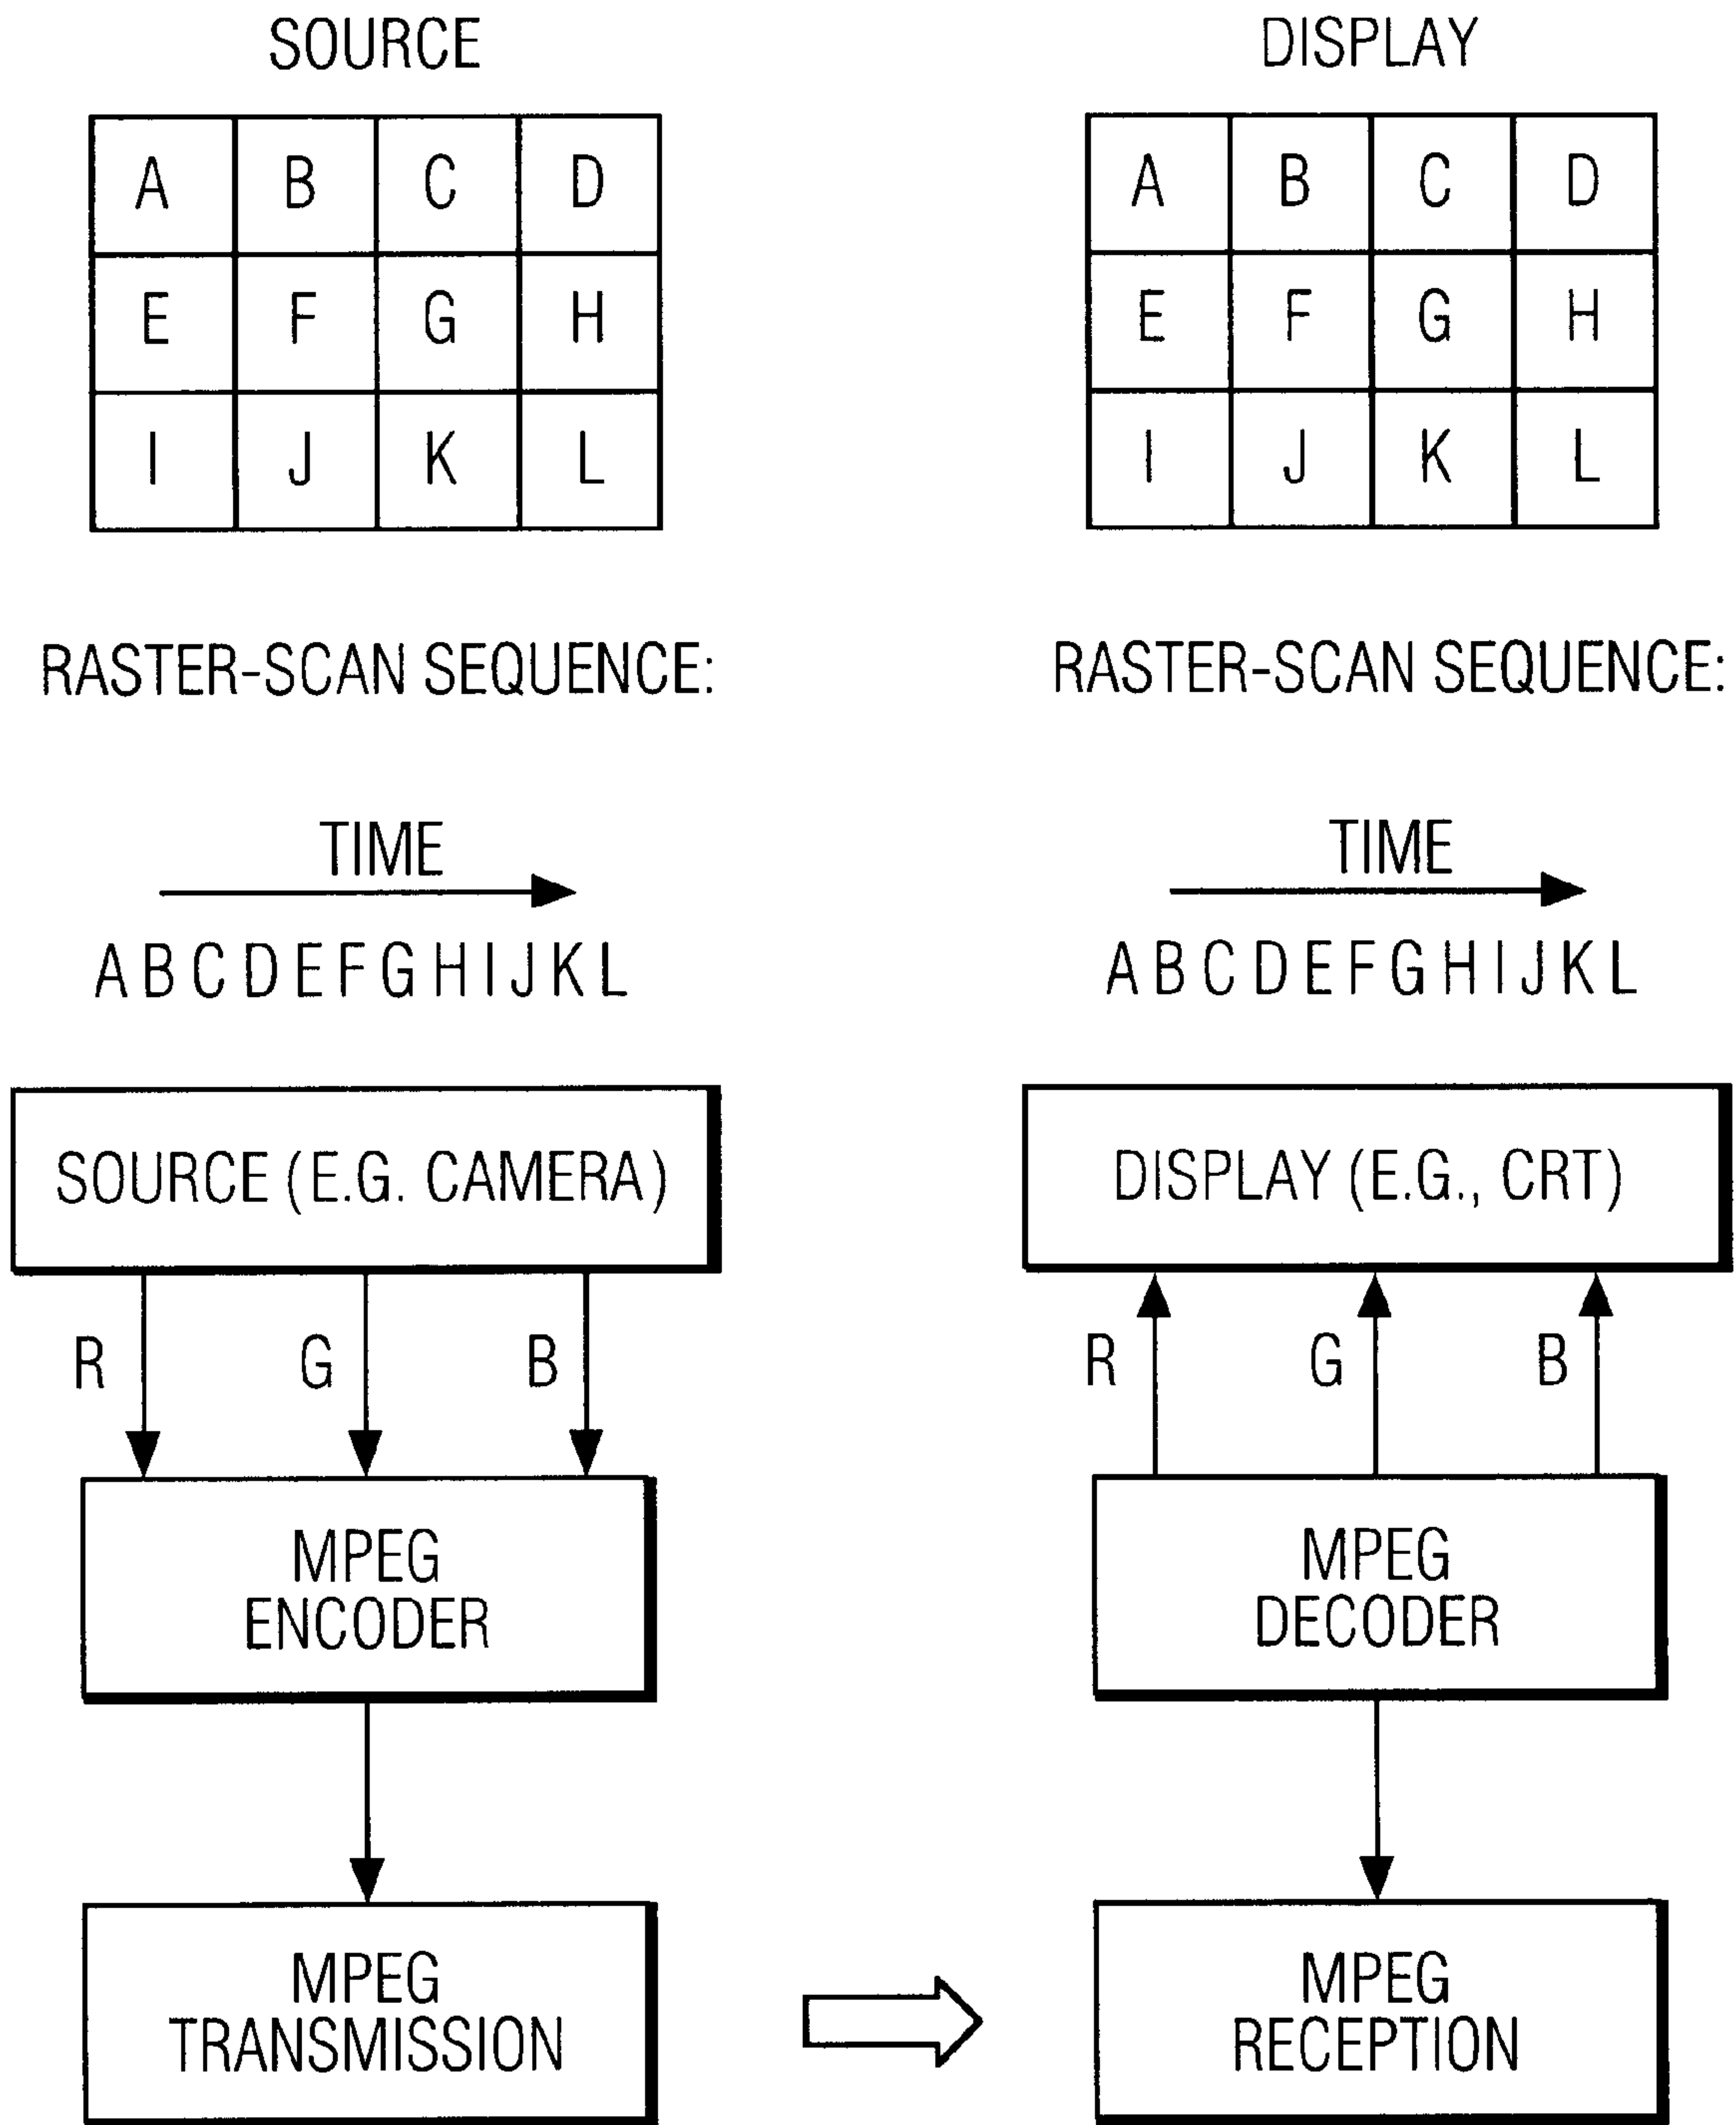 SOURCE
A B C D
E F G H
I J K L
RASTER-SCAN SEQUENCE:
TIME
A B C D E F G H I J K L
SOURCE (E.G. CAMERA)
R G B
MPEG
ENCODER
MPEG
TRANSMISSION
DISPLAY
A B C D
E F G H
I J K L
RASTER-SCAN SEQUENCE:
TIME
A B C D E F G H I J K L
DISPLAY (E.G., CRT)
R G B
MPEG
DECODER
MPEG
RECEPTION